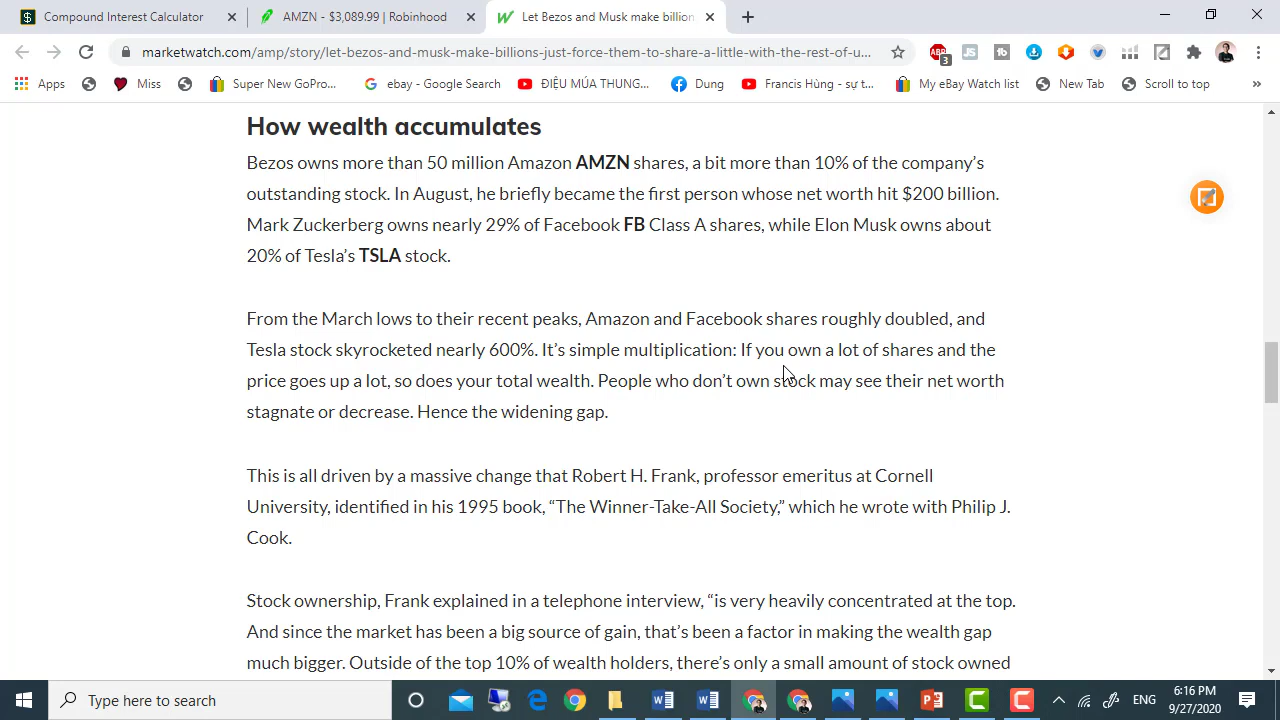 Compound Interest Calculator
AMZN - $3,089.99 | Robinhood
Let Bezos and Musk make billion
marketwatch.com/amp/story/let-bezos-and-musk-make-billions-just-force-them-to-share-a-little-with-the-rest-of-u...
ABP
3
JS
tb
Apps
Miss
Super New GoPro...
ebay - Google Search
ĐIỆU MÚA THUNG...
Dung
Francis Hùng - sự t...
My eBay Watch list
New Tab
Scroll to top
»
How wealth accumulates
Bezos owns more than 50 million Amazon AMZN shares, a bit more than 10% of the company’s
outstanding stock. In August, he briefly became the first person whose net worth hit $200 billion.
Mark Zuckerberg owns nearly 29% of Facebook FB Class A shares, while Elon Musk owns about
20% of Tesla’s TSLA stock.
From the March lows to their recent peaks, Amazon and Facebook shares roughly doubled, and
Tesla stock skyrocketed nearly 600%. It’s simple multiplication: If you own a lot of shares and the
price goes up a lot, so does your total wealth. People who don’t own stock may see their net worth
stagnate or decrease. Hence the widening gap.
This is all driven by a massive change that Robert H. Frank, professor emeritus at Cornell
University, identified in his 1995 book, “The Winner-Take-All Society,” which he wrote with Philip J.
Cook.
Stock ownership, Frank explained in a telephone interview, “is very heavily concentrated at the top.
And since the market has been a big source of gain, that’s been a factor in making the wealth gap
much bigger. Outside of the top 10% of wealth holders, there’s only a small amount of stock owned
Type here to search
ENG
6:16 PM
9/27/2020